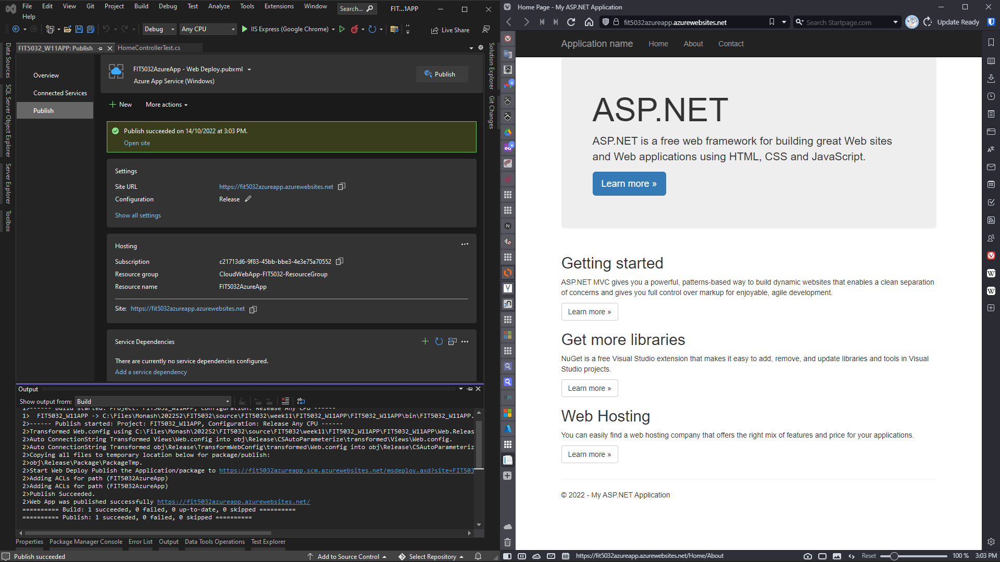 File Edit View Git Project Build Debug Test Analyze Tools Extensions Window Search... FIT...1APP
Help
Debug Any CPU IIS Express (Google Chrome) Live Share
FIT5032_W11APP: Publish HomeControllerTest.cs
Data Sources
SQL Server Object Explorer
Server Explorer
Toolbox
Overview
Connected Services
Publish
FIT5032AzureApp - Web Deploy.pubxml
Azure App Service (Windows)
Publish
New More actions
Publish succeeded on 14/10/2022 at 3:03 PM.
Open site
Settings
Site URL https://fit5032azureapp.azurewebsites.net
Configuration Release
Show all settings
Hosting
Subscription c21713d6-9f83-45bb-bbe3-4e3e75a70552
Resource group CloudWebApp-FIT5032-ResourceGroup
Resource name FIT5032AzureApp
Site: https://fit5032azureapp.azurewebsites.net
Service Dependencies
There are currently no service dependencies configured.
Add a service dependency
Solution Explorer
Git Changes
Output
Show output from: Build
1>------ Build started: Project: FIT5032_W11APP, Configuration: Release Any CPU ------
1>  FIT5032_W11APP -> C:\Files\Monash\2022S2\FIT5032\source\FIT5032\week11\FIT5032_W11APP\FIT5032_W11APP\bin\FIT5032_W11APP.
2>------ Publish started: Project: FIT5032_W11APP, Configuration: Release Any CPU ------
2>Transformed Web.config using C:\Files\Monash\2022S2\FIT5032\source\FIT5032\week11\FIT5032_W11APP\FIT5032_W11APP\Web.Releas
2>Auto ConnectionString Transformed Views\Web.config into obj\Release\CSAutoParameterize\transformed\Views\Web.config.
2>Auto ConnectionString Transformed obj\Release\TransformWebConfig\transformed\Web.config into obj\Release\CSAutoParameteriz
2>Copying all files to temporary location below for package/publish:
2>obj\Release\Package\PackageTmp.
2>Start Web Deploy Publish the Application/package to https://fit5032azureapp.scm.azurewebsites.net/msdeploy.axd?site=FIT503
2>Adding ACLs for path (FIT5032AzureApp)
2>Adding ACLs for path (FIT5032AzureApp)
2>Publish Succeeded.
2>Web App was published successfully https://fit5032azureapp.azurewebsites.net/
========== Build: 1 succeeded, 0 failed, 0 up-to-date, 0 skipped ==========
========== Publish: 1 succeeded, 0 failed, 0 skipped ==========
Properties Package Manager Console Error List Output Data Tools Operations Test Explorer
Publish succeeded Add to Source Control Select Repository
Home Page - My ASP.NET Application
fit5032azureapp.azurewebsites.net Search Startpage.com Update Ready
Application name Home About Contact
ASP.NET
ASP.NET is a free web framework for building great Web sites
and Web applications using HTML, CSS and JavaScript.
Learn more »
Getting started
ASP.NET MVC gives you a powerful, patterns-based way to build dynamic websites that enables a clean separation
of concerns and gives you full control over markup for enjoyable, agile development.
Learn more »
Get more libraries
NuGet is a free Visual Studio extension that makes it easy to add, remove, and update libraries and tools in Visual
Studio projects.
Learn more »
Web Hosting
You can easily find a web hosting company that offers the right mix of features and price for your applications.
Learn more »
© 2022 - My ASP.NET Application
https://fit5032azureapp.azurewebsites.net/Home/About Reset 100 % 3:03 PM